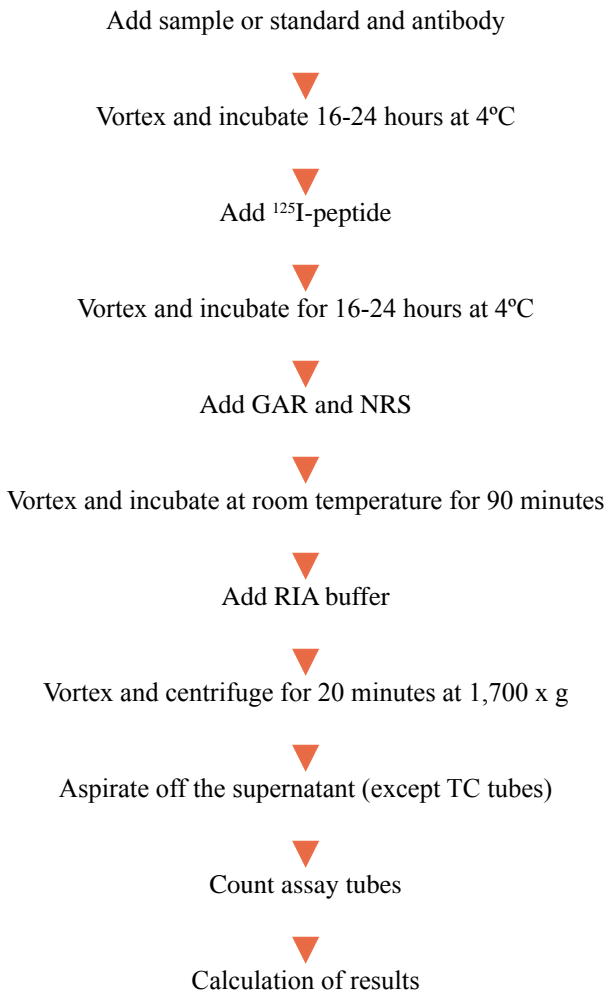 Add sample or standard and antibody
Vortex and incubate 16-24 hours at 4ºC
Add ¹²⁵I-peptide
Vortex and incubate for 16-24 hours at 4ºC
Add GAR and NRS
Vortex and incubate at room temperature for 90 minutes
Add RIA buffer
Vortex and centrifuge for 20 minutes at 1,700 x g
Aspirate off the supernatant (except TC tubes)
Count assay tubes
Calculation of results